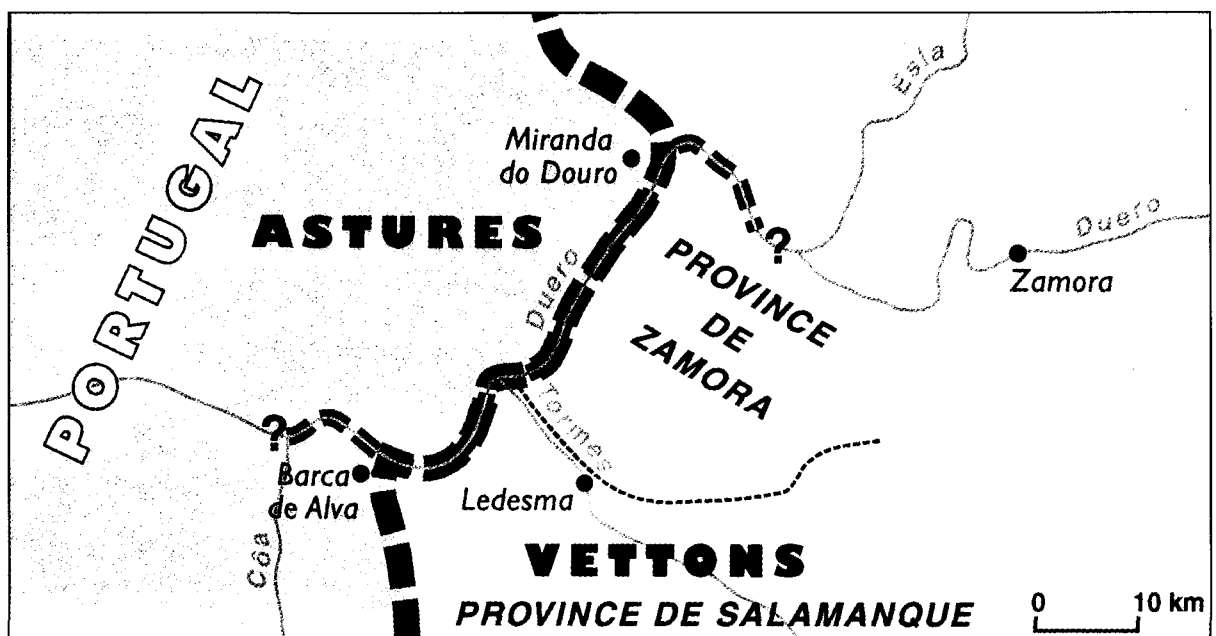 Esla
Miranda
do Douro
PORTUGAL
ASTURES
Duero
?
Duero
Zamora
PROVINCE
DE
ZAMORA
Tormes
?
Barca
de Alva
Ledesma
Côa
VETTONS
PROVINCE DE SALAMANQUE
0 10 km